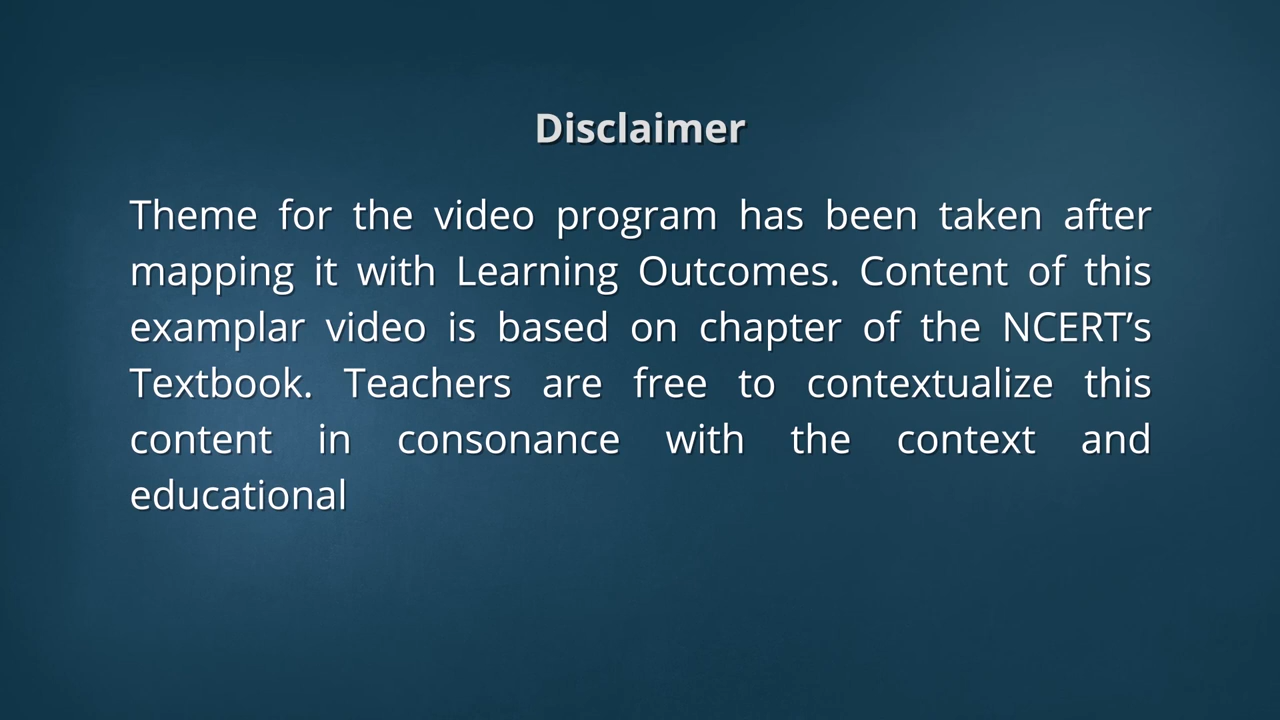 Disclaimer
Theme for the video program has been taken after
mapping it with Learning Outcomes. Content of this
examplar video is based on chapter of the NCERT’s
Textbook. Teachers are free to contextualize this
content in consonance with the context and
educational